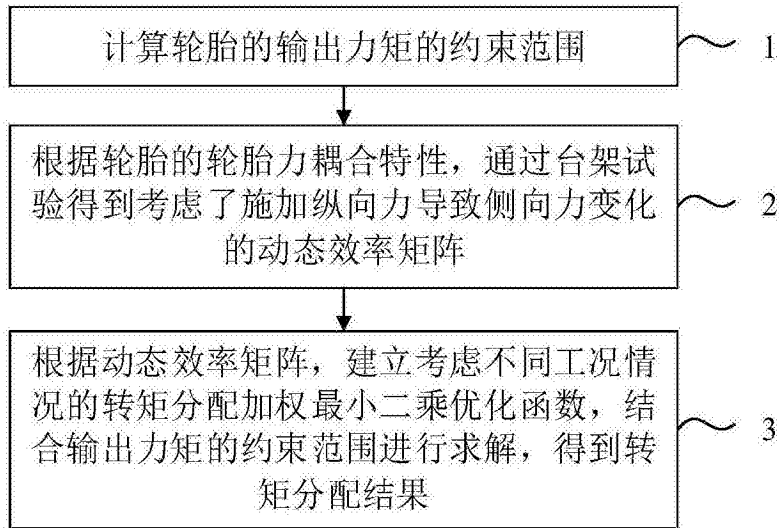 计算轮胎的输出力矩的约束范围
1
根据轮胎的轮胎力耦合特性，通过台架试
验得到考虑了施加纵向力导致侧向力变化
的动态效率矩阵
2
根据动态效率矩阵，建立考虑不同工况情
况的转矩分配加权最小二乘优化函数，结
合输出力矩的约束范围进行求解，得到转
矩分配结果
3